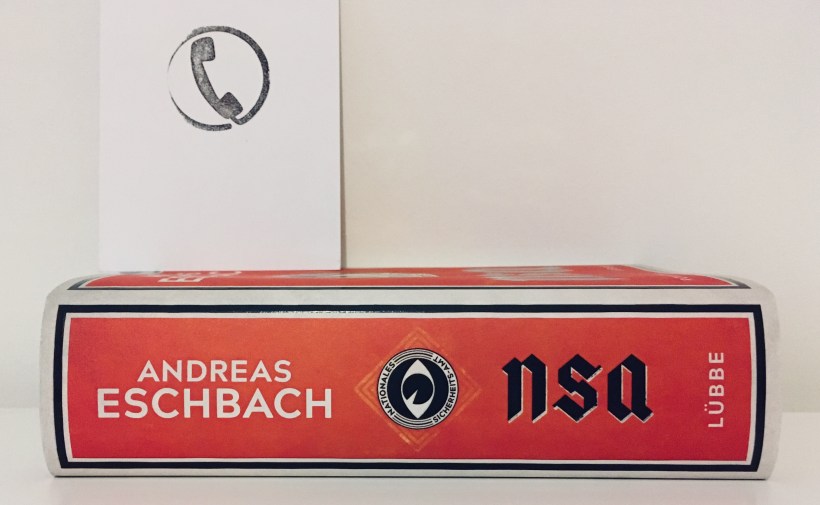 ANDREAS
ESCHBACH
NATIONALES
SICHERHEITS-AMT
nsa
LÜBBE